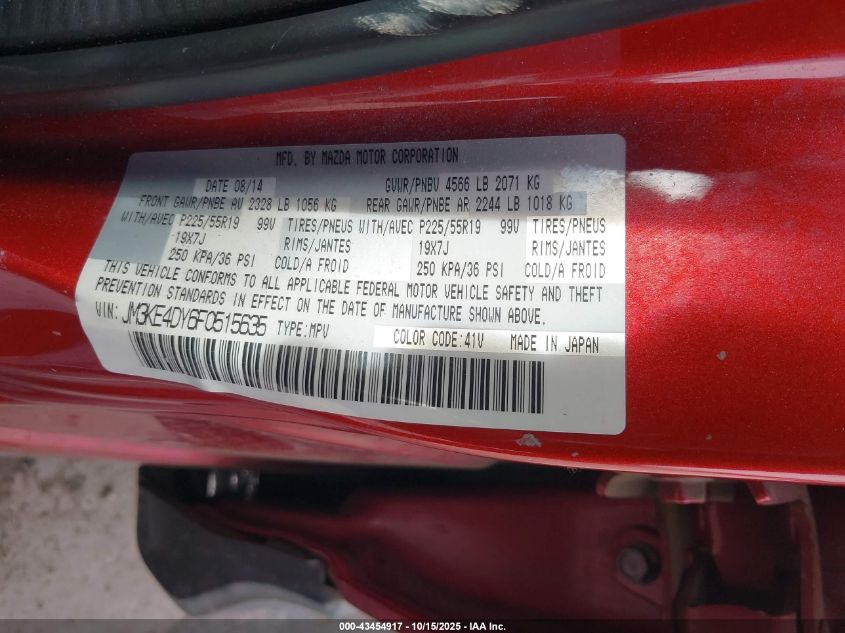 MFD. BY MAZDA MOTOR CORPORATION
DATE 08/14 GVWR/PNBV 4566 LB 2071 KG
FRONT GAWR/PNBE AV 2328 LB 1056 KG REAR GAWR/PNBE AR 2244 LB 1018 KG
WITH/AVEC P225/55R19 99V TIRES/PNEUS WITH/AVEC P225/55R19 99V TIRES/PNEUS
19X7J RIMS/JANTES 19X7J RIMS/JANTES
250 KPA/36 PSI COLD/A FROID 250 KPA/36 PSI COLD/A FROID
THIS VEHICLE CONFORMS TO ALL APPLICABLE FEDERAL MOTOR VEHICLE SAFETY AND THEFT
PREVENTION STANDARDS IN EFFECT ON THE DATE OF MANUFACTURE SHOWN ABOVE.
VIN: JM3KE4DY6F0515635 TYPE:MPV COLOR CODE:41V MADE IN JAPAN
000-43454917 - 10/15/2025 - IAA Inc.